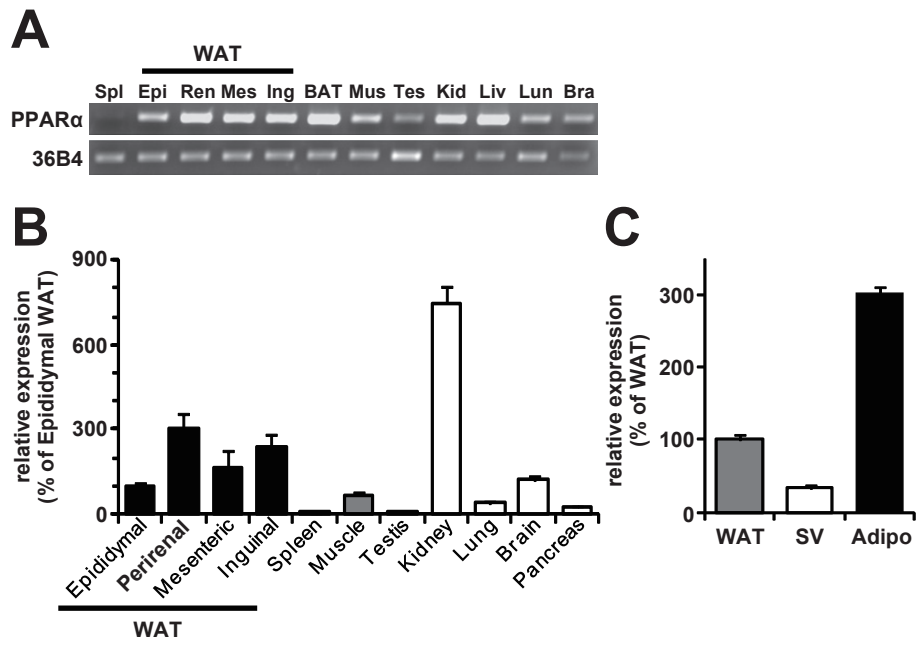 A
WAT
Spl Epi Ren Mes Ing BAT Mus Tes Kid Liv Lun Bra
PPARα
36B4
B
relative expression
(% of Epididymal WAT)
900
600
300
0
Epididymal
Perirenal
Mesenteric
Inguinal
Spleen
Muscle
Testis
Kidney
Lung
Brain
Pancreas
WAT
C
relative expression
(% of WAT)
300
200
100
0
WAT SV Adipo